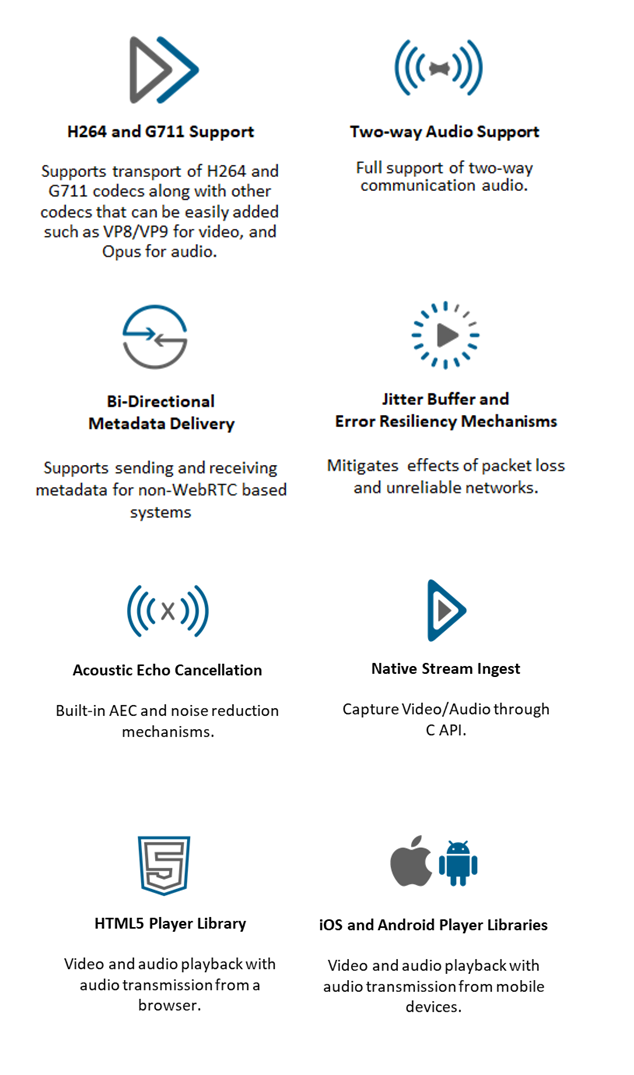 H264 and G711 Support
Supports transport of H264 and
G711 codecs along with other
codecs that can be easily added
such as VP8/VP9 for video, and
Opus for audio.
Two-way Audio Support
Full support of two-way
communication audio.
Bi-Directional
Metadata Delivery
Supports sending and receiving
metadata for non-WebRTC based
systems
Jitter Buffer and
Error Resiliency Mechanisms
Mitigates effects of packet loss
and unreliable networks.
Acoustic Echo Cancellation
Built-in AEC and noise reduction
mechanisms.
Native Stream Ingest
Capture Video/Audio through
C API.
HTML5 Player Library
Video and audio playback with
audio transmission from a
browser.
iOS and Android Player Libraries
Video and audio playback with
audio transmission from mobile
devices.